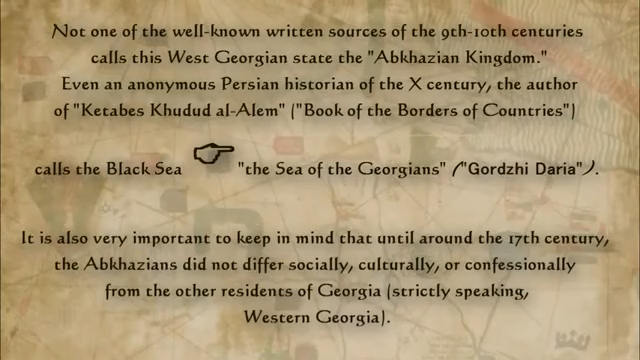 Not one of the well-known written sources of the 9th-10th centuries
calls this West Georgian state the "Abkhazian Kingdom."
Even an anonymous Persian historian of the X century, the author
of "Ketabes Khudud al-Alem" ("Book of the Borders of Countries")
calls the Black Sea "the Sea of the Georgians" ("Gordzhi Daria").
It is also very important to keep in mind that until around the 17th century,
the Abkhazians did not differ socially, culturally, or confessionally
from the other residents of Georgia (strictly speaking,
Western Georgia).